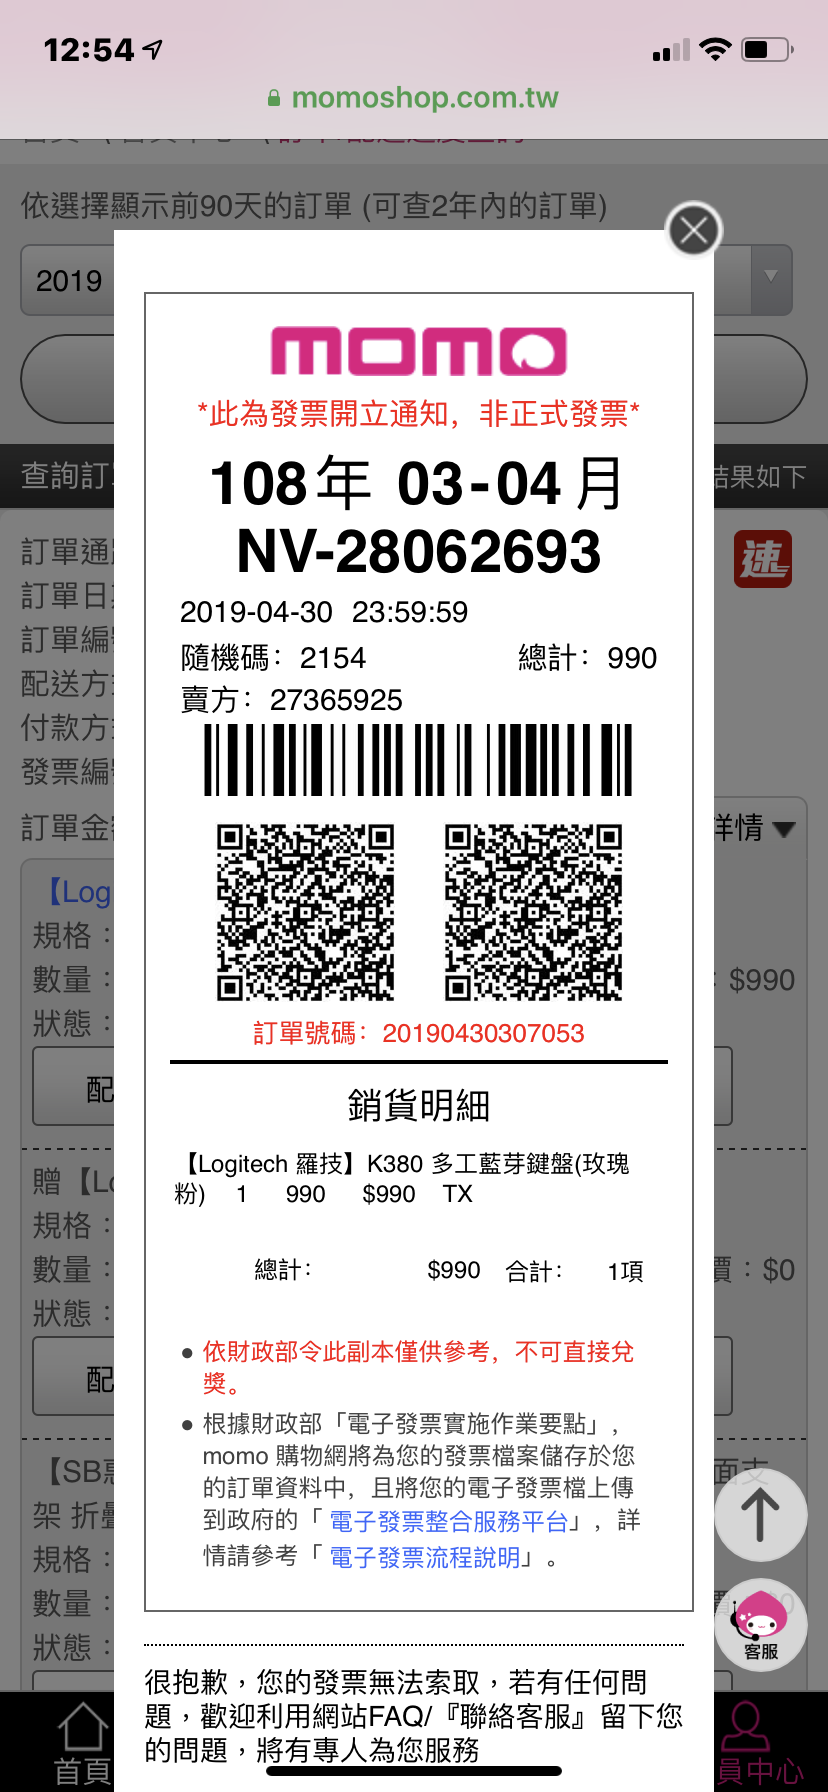 12:54
momoshop.com.tw
依選擇顯示前90天的訂單 (可查2年內的訂單)
2019
momo
*此為發票開立通知，非正式發票*
108年 03-04月
NV-28062693
查詢訂單
結果如下
2019-04-30 23:59:59
隨機碼：2154 總計：990
賣方：27365925
速
訂單通
訂單日
訂單編
配送方
付款方
發票編
訂單金
詳情
【Log
規格：
數量：
$990
狀態：
配
訂單號碼：20190430307053
銷貨明細
【Logitech 羅技】K380 多工藍芽鍵盤(玫瑰
粉) 1 990 $990 TX
總計： $990 合計： 1項
贈【Lo
規格：
數量：
價：$0
狀態：
配
● 依財政部令此副本僅供參考，不可直接兌
獎。
● 根據財政部「電子發票實施作業要點」，
momo 購物網將為您的發票檔案儲存於您
的訂單資料中，且將您的電子發票檔上傳
到政府的「 電子發票整合服務平台」，詳
情請參考「 電子發票流程說明」。
【SB
面支
架 折
規格：
數量：
狀態：
客服
很抱歉，您的發票無法索取，若有任何問
題，歡迎利用網站FAQ/『聯絡客服』留下您
的問題，將有專人為您服務
首頁
員中心